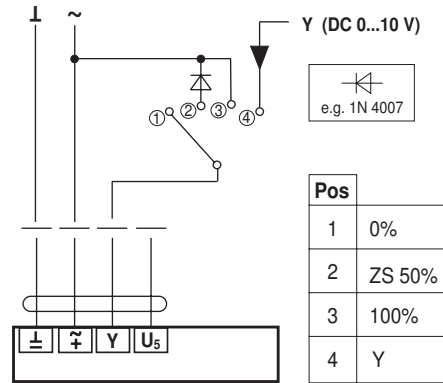 ⊥ ~
Y (DC 0...10 V)
① ② ③ ④
e.g. 1N 4007
Pos
1 0%
2 ZS 50%
3 100%
4 Y
⊥ ~ Y U₅
− +